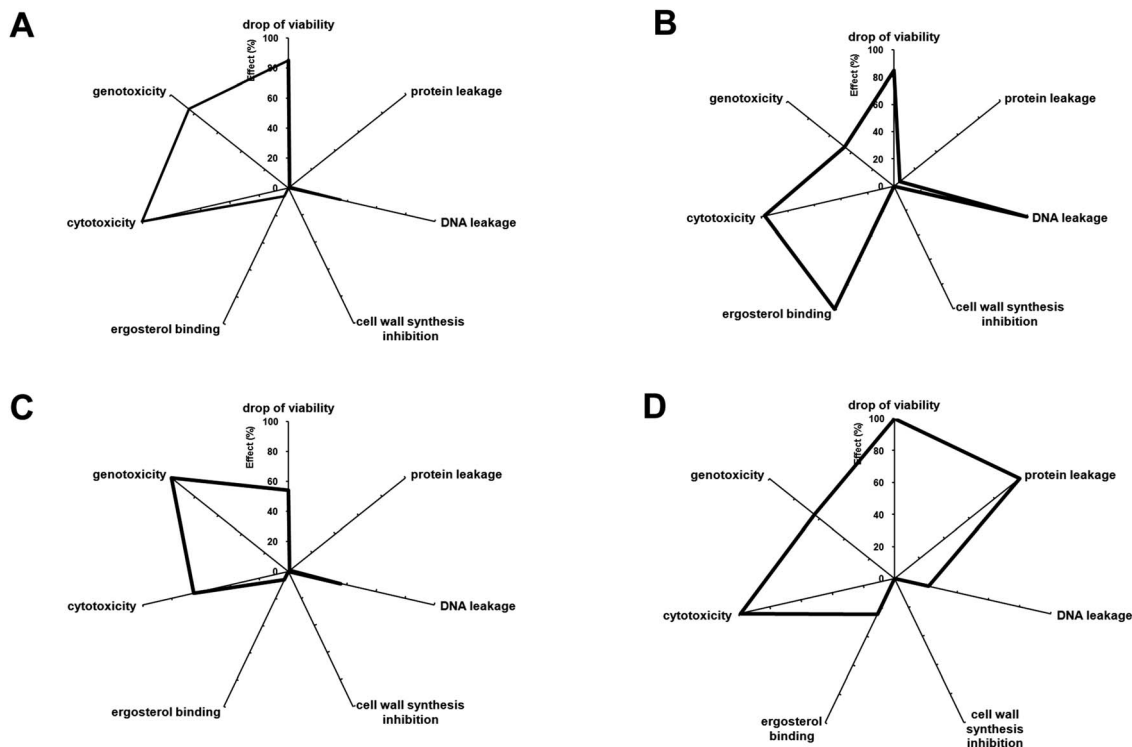 A
drop of viability
100
80
60
40
20
0
Effect (%)
genotoxicity
protein leakage
cytotoxicity
DNA leakage
ergosterol binding
cell wall synthesis
inhibition
B
drop of viability
100
80
60
40
20
0
Effect (%)
genotoxicity
protein leakage
cytotoxicity
DNA leakage
ergosterol binding
cell wall synthesis
inhibition
C
drop of viability
100
80
60
40
20
0
Effect (%)
genotoxicity
protein leakage
cytotoxicity
DNA leakage
ergosterol binding
cell wall synthesis
inhibition
D
drop of viability
100
80
60
40
20
0
Effect (%)
genotoxicity
protein leakage
cytotoxicity
DNA leakage
ergosterol
binding
cell wall
synthesis
inhibition